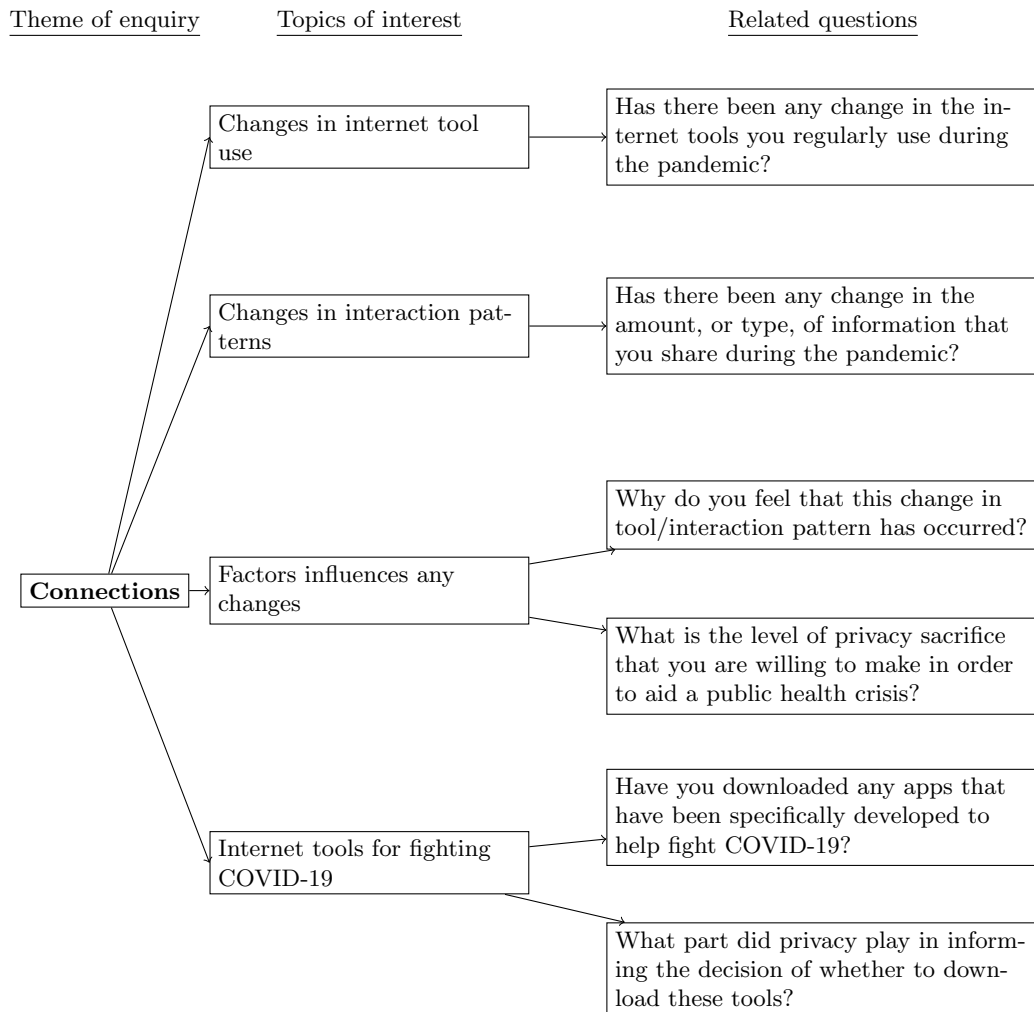 Theme of enquiry
Topics of interest
Related questions
Changes in internet tool
use
Has there been any change in the in-
ternet tools you regularly use during
the pandemic?
Changes in interaction pat-
terns
Has there been any change in the
amount, or type, of information that
you share during the pandemic?
Connections
Factors influences any
changes
Why do you feel that this change in
tool/interaction pattern has occurred?
What is the level of privacy sacrifice
that you are willing to make in order
to aid a public health crisis?
Internet tools for fighting
COVID-19
Have you downloaded any apps that
have been specifically developed to
help fight COVID-19?
What part did privacy play in inform-
ing the decision of whether to down-
load these tools?